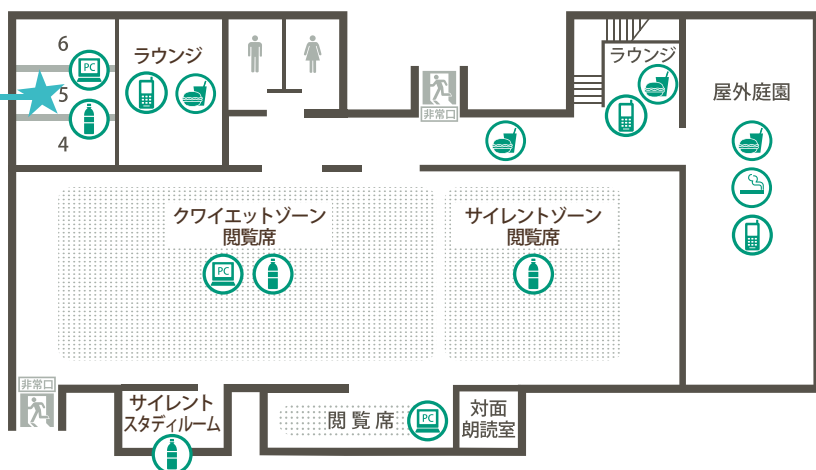 6
PC
5
4
ラウンジ
非常口
ラウンジ
屋外庭園
クワイエットゾーン
閲覧席
PC
サイレントゾーン
閲覧席
非常口
サイレント
スタディルーム
閲覧席
PC
対面
朗読室